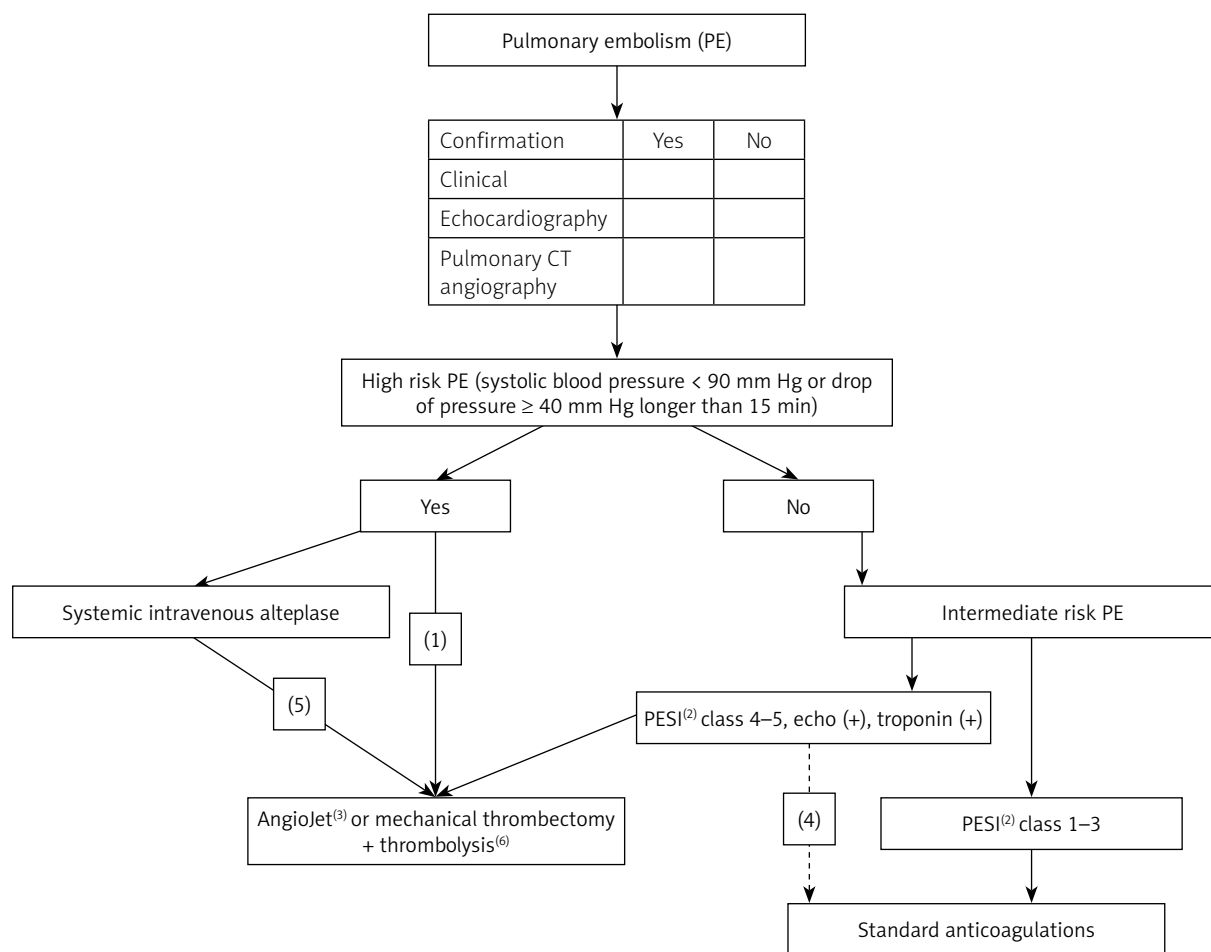 Pulmonary embolism (PE)
Confirmation Yes No
Clinical
Echocardiography
Pulmonary CT
angiography
High risk PE (systolic blood pressure < 90 mm Hg or drop
of pressure ≥ 40 mm Hg longer than 15 min)
Yes
No
Systemic intravenous alteplase
(1)
Intermediate risk PE
(5)
PESI(2) class 4–5, echo (+), troponin (+)
AngioJet(3) or mechanical thrombectomy
+ thrombolysis(6)
(4)
PESI(2) class 1–3
Standard anticoagulations